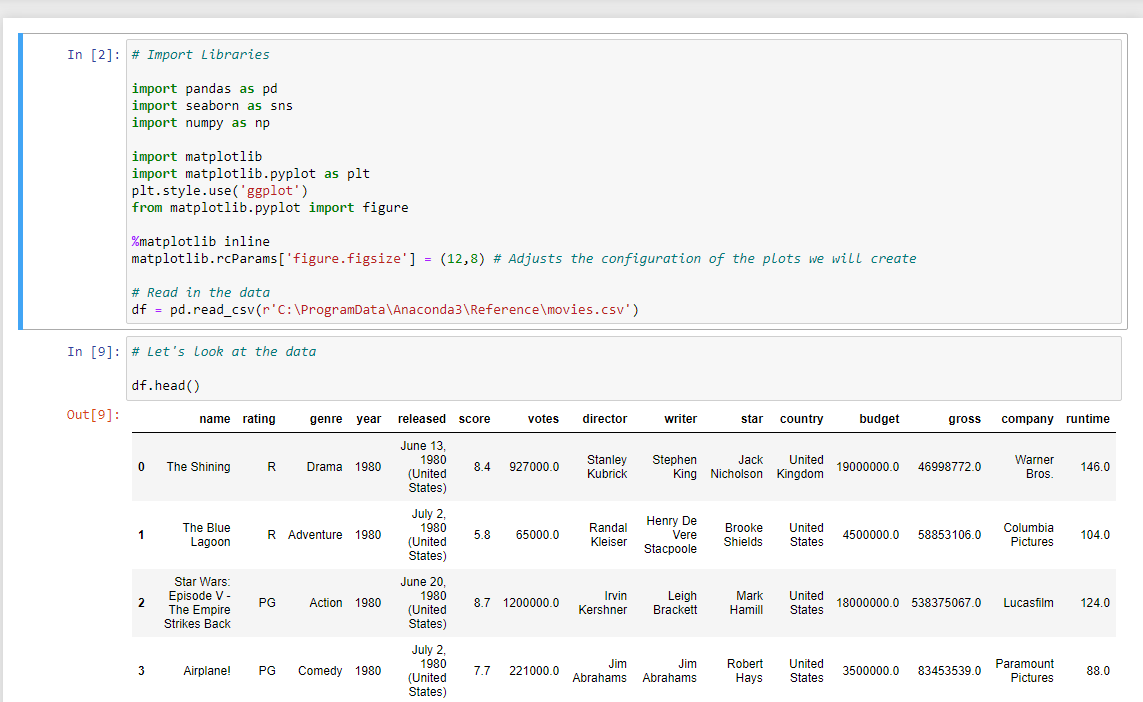 In [2]: # Import Libraries
import pandas as pd
import seaborn as sns
import numpy as np
import matplotlib
import matplotlib.pyplot as plt
plt.style.use('ggplot')
from matplotlib.pyplot import figure
%matplotlib inline
matplotlib.rcParams['figure.figsize'] = (12,8) # Adjusts the configuration of the plots we will create
# Read in the data
df = pd.read_csv(r'C:\ProgramData\Anaconda3\Reference\movies.csv')
In [9]: # Let's look at the data
df.head()
Out[9]:
name rating genre year released score votes director writer star country budget gross company runtime
0 The Shining R Drama 1980 June 13, 1980 (United States) 8.4 927000.0 Stanley Kubrick Stephen King Jack Nicholson United Kingdom 19000000.0 46998772.0 Warner Bros. 146.0
1 The Blue Lagoon R Adventure 1980 July 2, 1980 (United States) 5.8 65000.0 Randal Kleiser Henry De Vere Stacpoole Brooke Shields United States 4500000.0 58853106.0 Columbia Pictures 104.0
2 Star Wars: Episode V - The Empire Strikes Back PG Action 1980 June 20, 1980 (United States) 8.7 1200000.0 Irvin Kershner Leigh Brackett Mark Hamill United States 18000000.0 538375067.0 Lucasfilm 124.0
3 Airplane! PG Comedy 1980 July 2, 1980 (United States) 7.7 221000.0 Jim Abrahams Jim Abrahams Robert Hays United States 3500000.0 83453539.0 Paramount Pictures 88.0